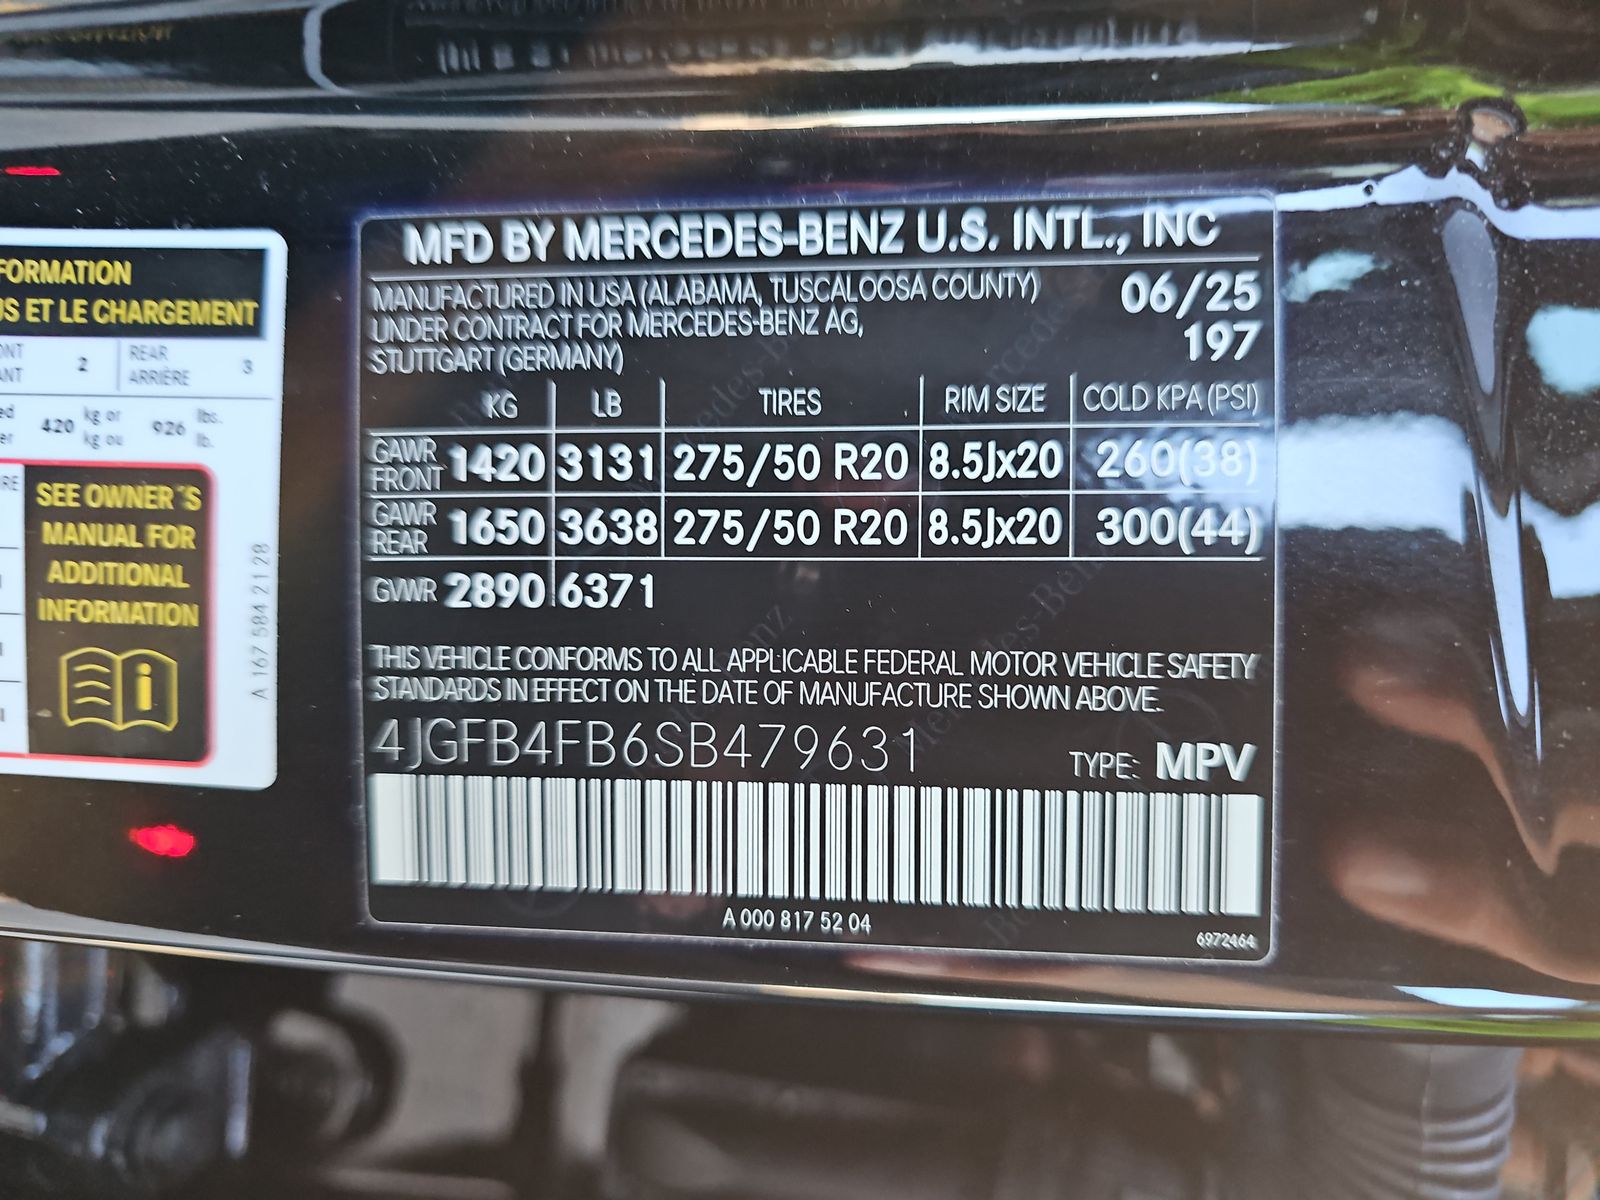 FORMATION
US ET LE CHARGEMENT
2
REAR
ARRIÈRE
3
420 kg or 926 lbs.
kg ou lb.
SEE OWNER´S
MANUAL FOR
ADDITIONAL
INFORMATION
A 167 584 21 28
MFD BY MERCEDES-BENZ U.S. INTL., INC
MANUFACTURED IN USA (ALABAMA, TUSCALOOSA COUNTY) 06/25
UNDER CONTRACT FOR MERCEDES-BENZ AG, 197
STUTTGART (GERMANY)
KG LB TIRES RIM SIZE COLD KPA (PSI)
GAWR FRONT 1420 3131 275/50 R20 8.5Jx20 260(38)
GAWR REAR 1650 3638 275/50 R20 8.5Jx20 300(44)
GVWR 2890 6371
THIS VEHICLE CONFORMS TO ALL APPLICABLE FEDERAL MOTOR VEHICLE SAFETY
STANDARDS IN EFFECT ON THE DATE OF MANUFACTURE SHOWN ABOVE.
4JGFB4FB6SB479631 TYPE: MPV
A 000 817 52 04
6972464